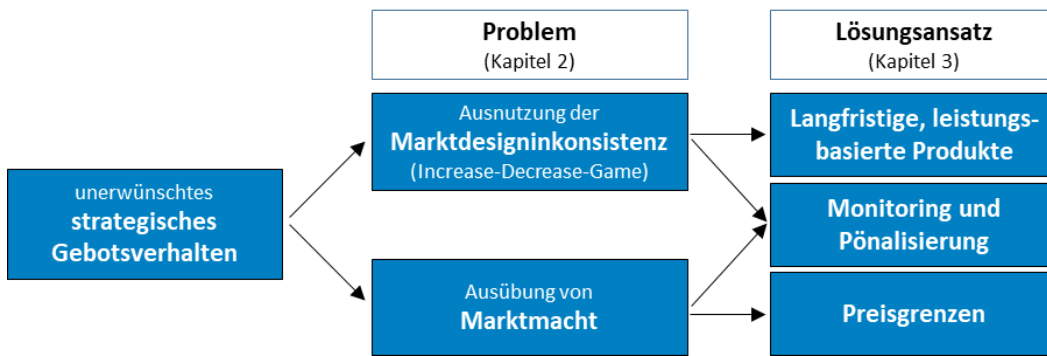 Problem
(Kapitel 2)
Lösungsansatz
(Kapitel 3)
unerwünschtes
strategisches
Gebotsverhalten
Ausnutzung der
Marktdesigninkonsistenz
(Increase-Decrease-Game)
Ausübung von
Marktmacht
Langfristige, leistungs-
basierte Produkte
Monitoring und
Pönalisierung
Preisgrenzen